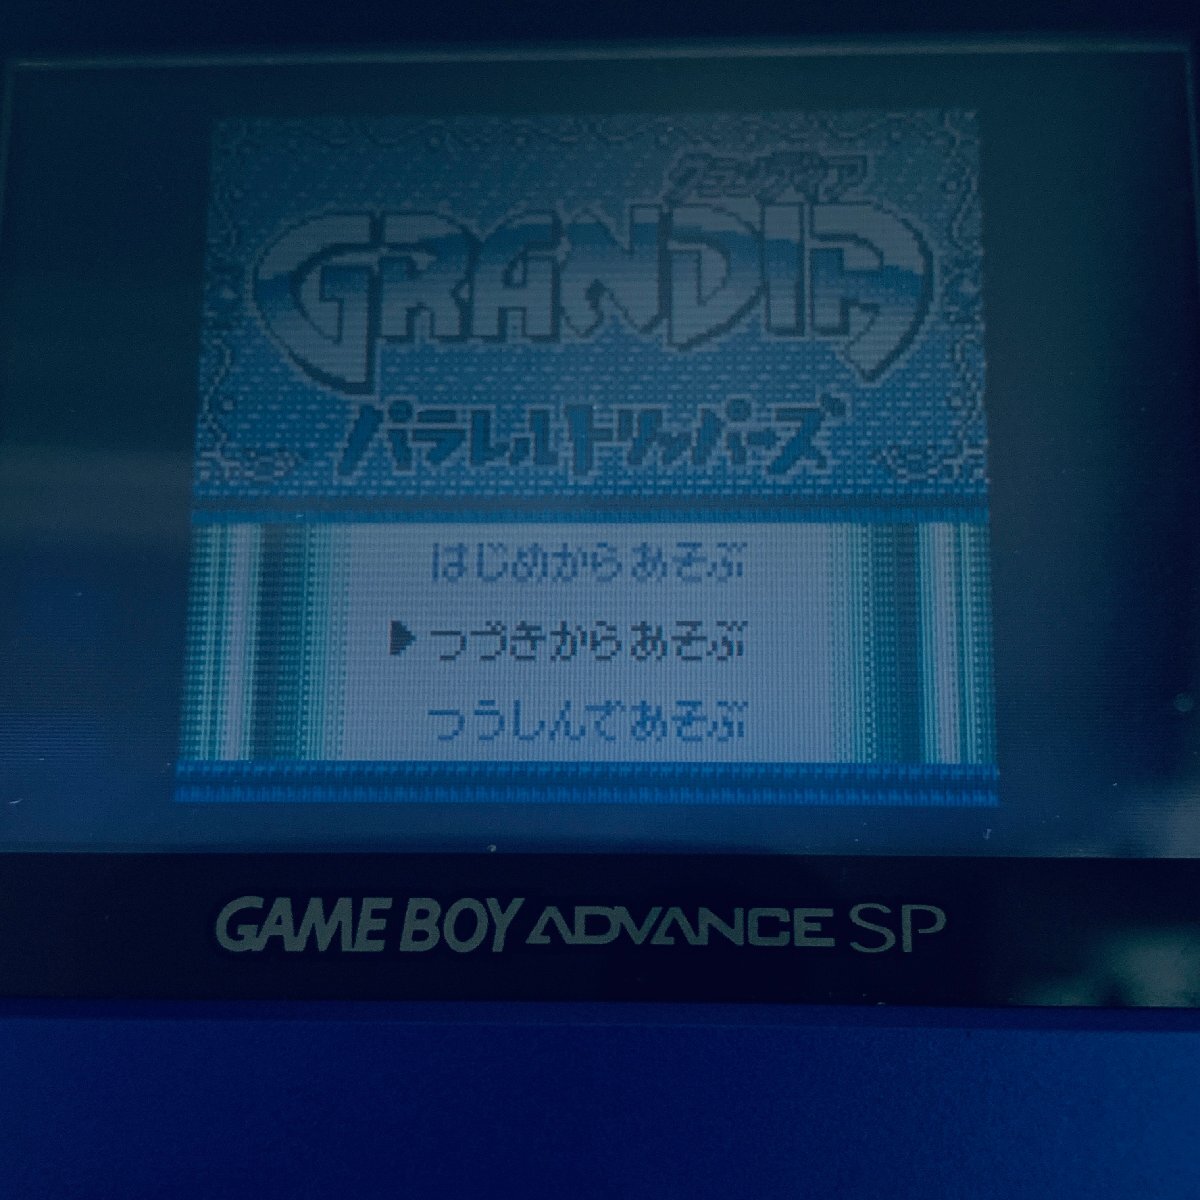 グランディア
GRANDIA
パラレルトリッパーズ
はじめからあそぶ
▶つづきからあそぶ
つうしんであそぶ
GAME BOY ADVANCE SP